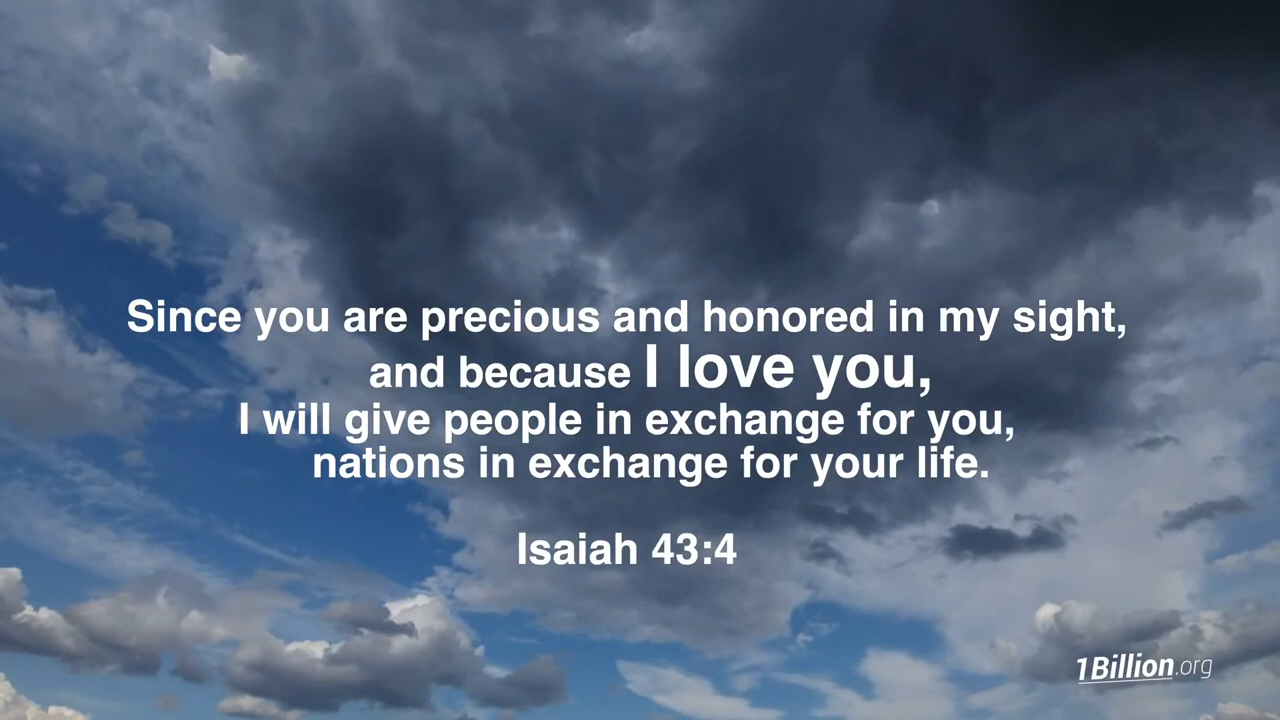 Since you are precious and honored in my sight,
and because I love you,
I will give people in exchange for you,
nations in exchange for your life.
Isaiah 43:4
1Billion.org